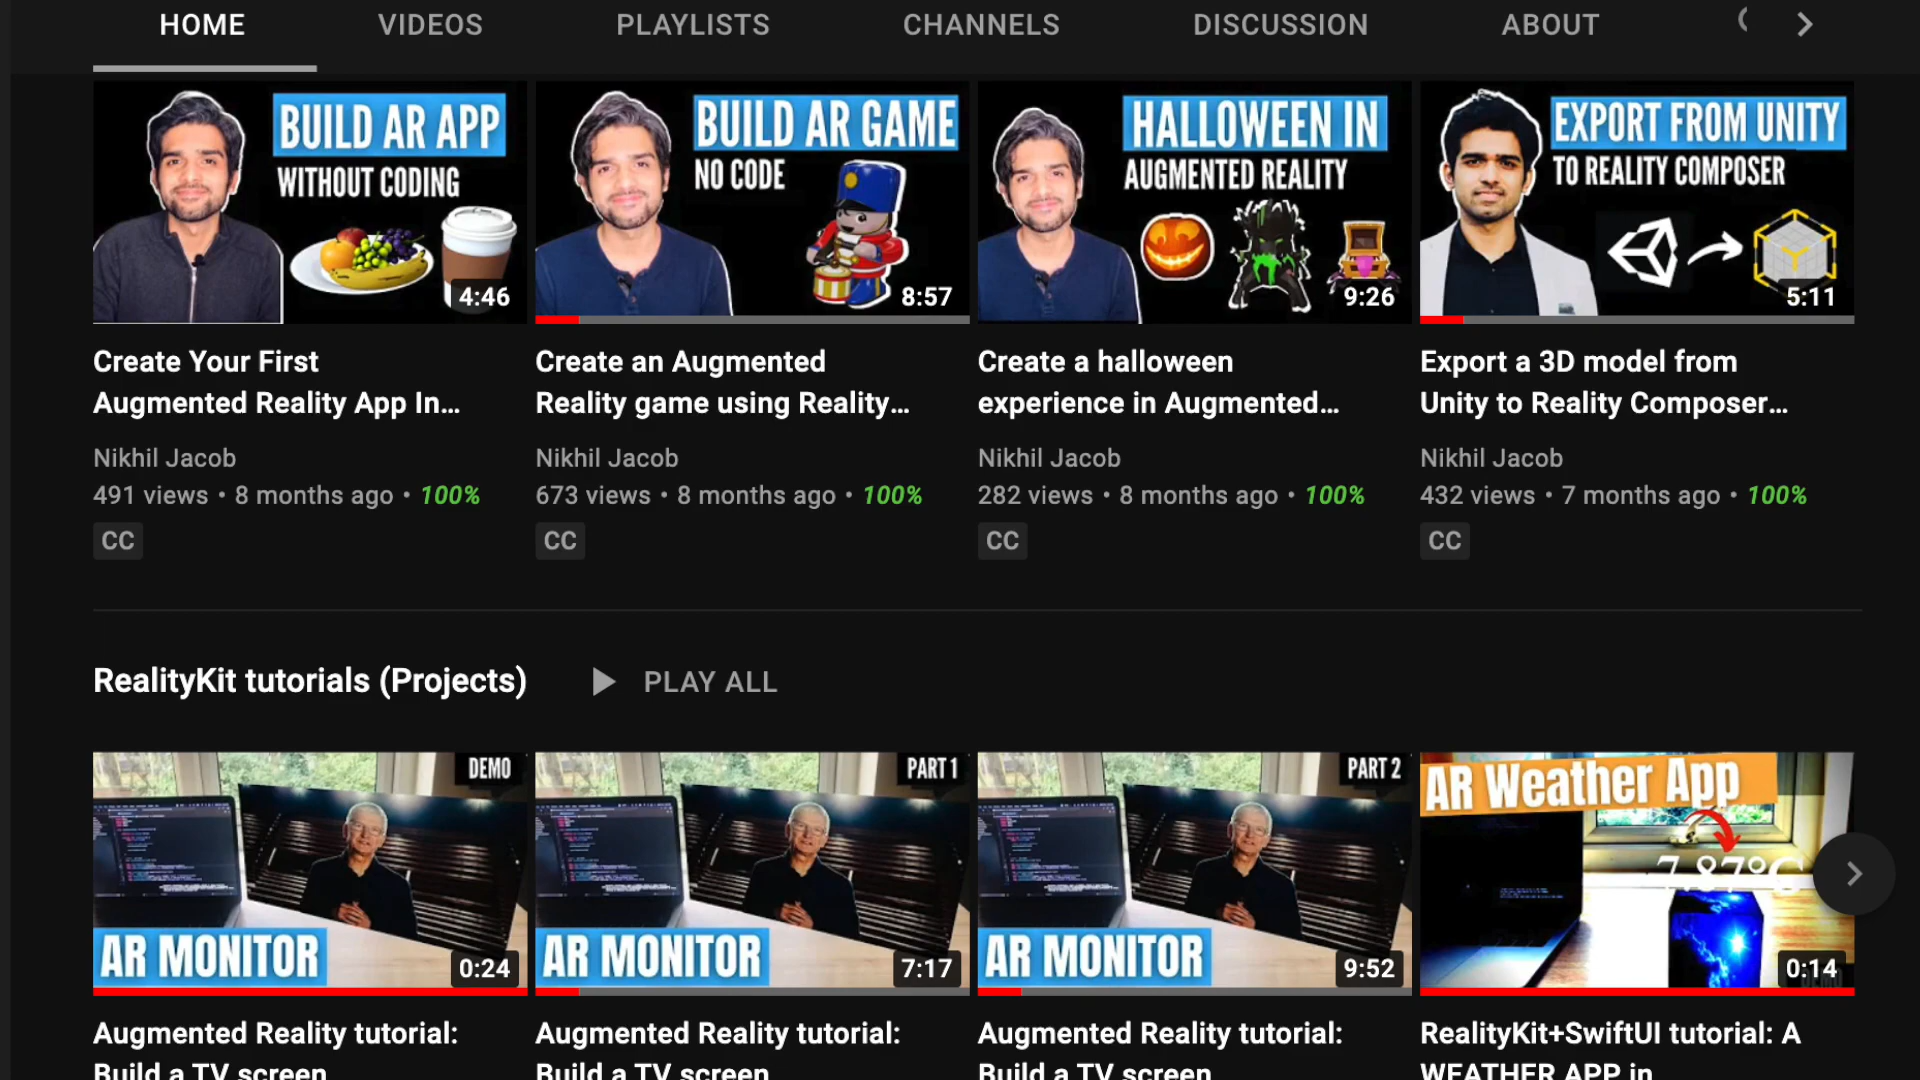 HOME VIDEOS PLAYLISTS CHANNELS DISCUSSION ABOUT
BUILD AR APP
WITHOUT CODING
4:46
BUILD AR GAME
NO CODE
8:57
HALLOWEEN IN
AUGMENTED REALITY
9:26
EXPORT FROM UNITY
TO REALITY COMPOSER
5:11
Create Your First
Augmented Reality App In...
Nikhil Jacob
491 views • 8 months ago • 100%
CC
Create an Augmented
Reality game using Reality...
Nikhil Jacob
673 views • 8 months ago • 100%
CC
Create a halloween
experience in Augmented...
Nikhil Jacob
282 views • 8 months ago • 100%
CC
Export a 3D model from
Unity to Reality Composer...
Nikhil Jacob
432 views • 7 months ago • 100%
CC
RealityKit tutorials (Projects) PLAY ALL
DEMO
AR MONITOR
0:24
PART 1
AR MONITOR
7:17
PART 2
AR MONITOR
9:52
AR Weather App
7.87°C
0:14
DEMO
Augmented Reality tutorial:
Build a TV screen
Augmented Reality tutorial:
Build a TV screen
Augmented Reality tutorial:
Build a TV screen
RealityKit+SwiftUI tutorial: A
WEATHER APP in